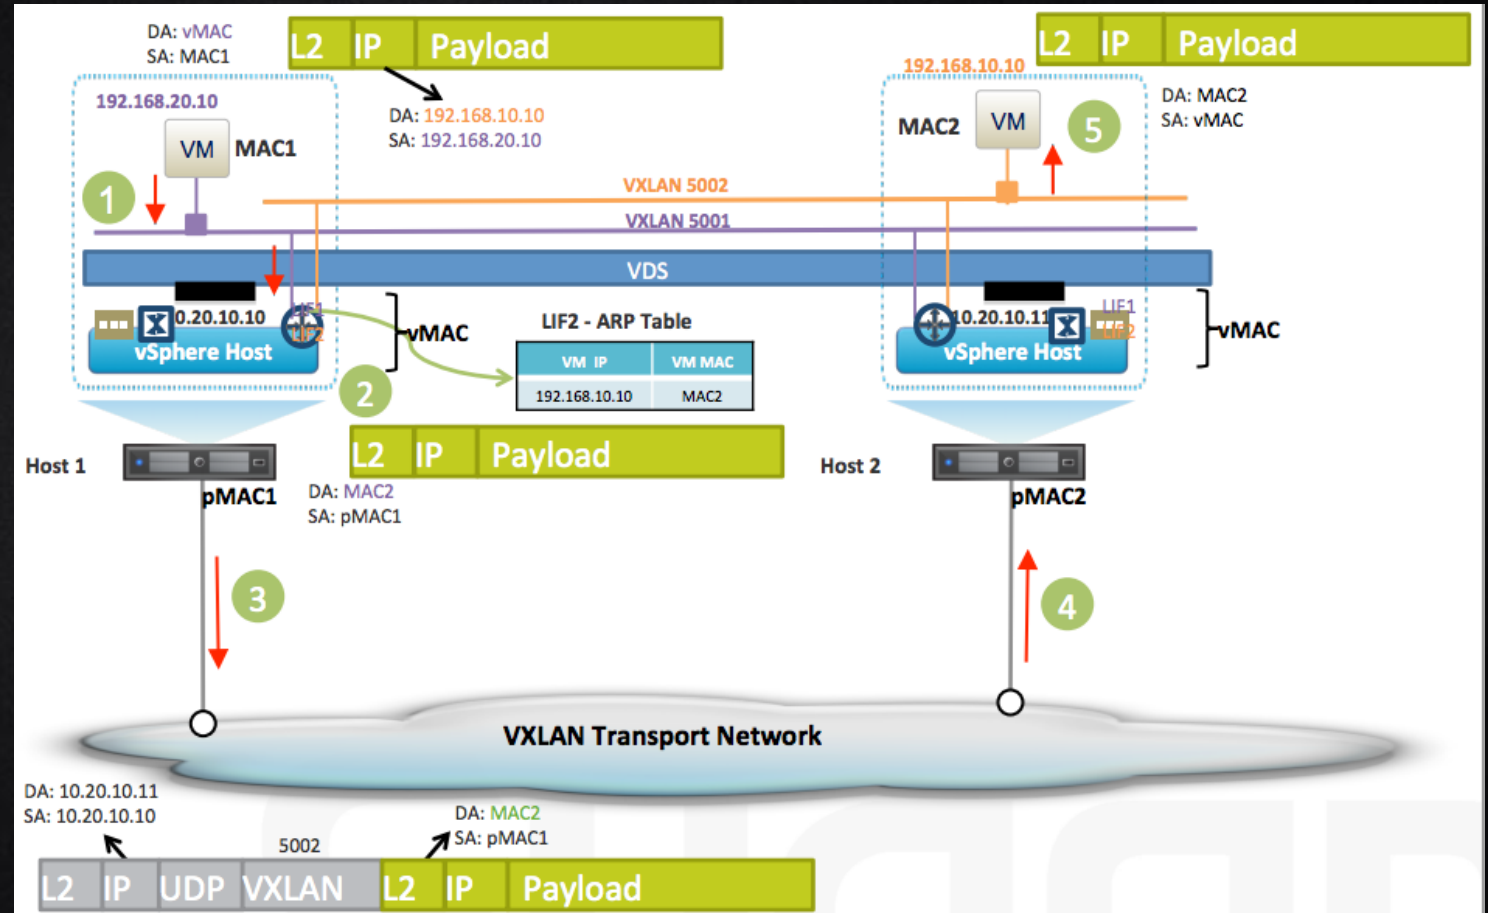 DA: vMAC
SA: MAC1
L2 IP Payload
DA: 192.168.10.10
SA: 192.168.20.10
192.168.20.10
VM
MAC1
1
L2 IP Payload
192.168.10.10
DA: MAC2
SA: vMAC
MAC2
VM
5
VXLAN 5002
VXLAN 5001
VDS
0.20.10.10
LIF1
LIF2
vMAC
vSphere Host
2
LIF2 - ARP Table
VM IP VM MAC
192.168.10.10 MAC2
10.20.10.11
LIF1
LIF2
vMAC
vSphere Host
L2 IP Payload
DA: MAC2
SA: pMAC1
Host 1
pMAC1
Host 2
pMAC2
3
4
VXLAN Transport Network
DA: 10.20.10.11
SA: 10.20.10.10
5002
DA: MAC2
SA: pMAC1
L2 IP UDP VXLAN L2 IP Payload